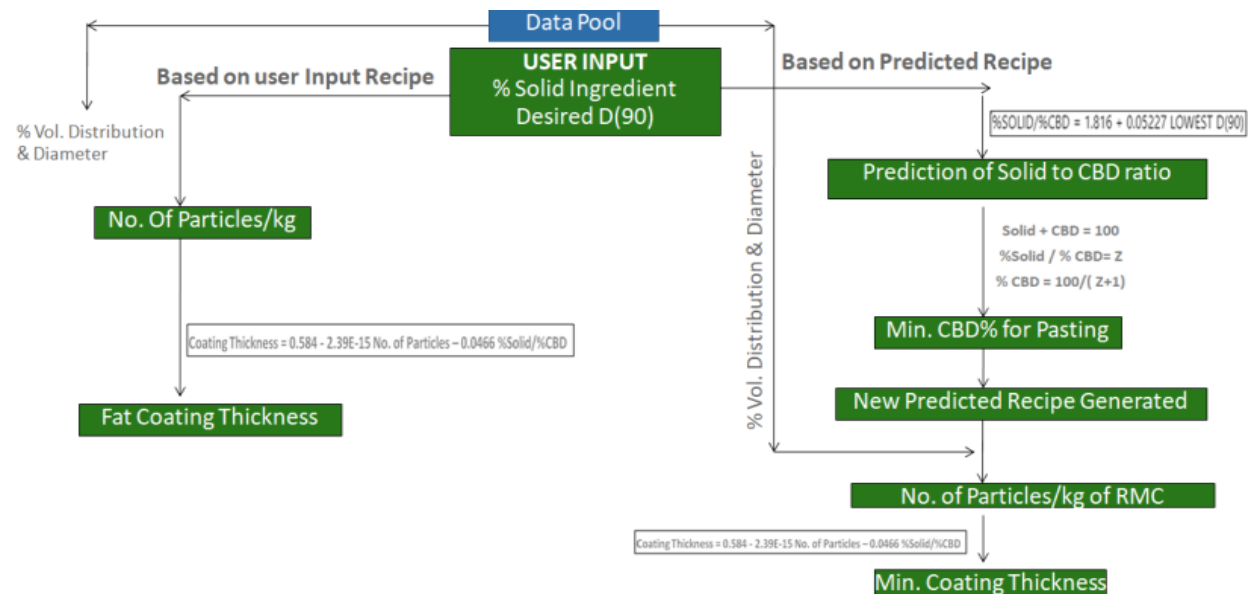 Data Pool
USER INPUT
% Solid Ingredient
Desired D(90)
Based on user Input Recipe
Based on Predicted Recipe
% Vol. Distribution
& Diameter
%SOLID/%CBD = 1.816 + 0.05227 LOWEST D(90)
Prediction of Solid to CBD ratio
No. Of Particles/kg
Solid + CBD = 100
%Solid / % CBD= Z
% CBD = 100/( Z+1)
% Vol. Distribution & Diameter
Min. CBD% for Pasting
Coating Thickness = 0.584 - 2.39E-15 No. of Particles – 0.0466 %Solid/%CBD
New Predicted Recipe Generated
Fat Coating Thickness
No. of Particles/kg of RMC
Coating Thickness = 0.584 - 2.39E-15 No. of Particles – 0.0466 %Solid/%CBD
Min. Coating Thickness